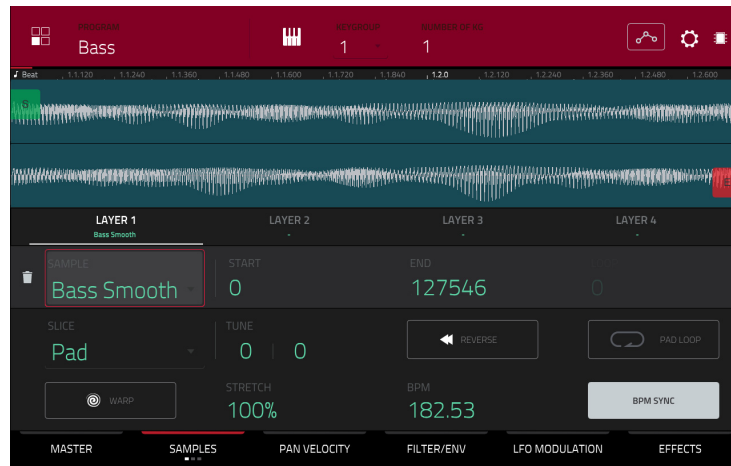 PROGRAM
Bass
KEYGROUP
1
NUMBER OF KG
1
Beat 1.1.120 1.1.240 1.1.360 1.1.480 1.1.600 1.1.720 1.1.840 1.2.0 1.2.120 1.2.240 1.2.360 1.2.480 1.2.600
S
E
LAYER 1 LAYER 2 LAYER 3 LAYER 4
Bass Smooth - - -
SAMPLE START END
Bass Smooth 0 127546 0
SLICE TUNE
Pad 0 0 REVERSE PAD LOOP
STRETCH BPM
WARP 100% 182.53 BPM SYNC
MASTER SAMPLES PAN VELOCITY FILTER/ENV LFO MODULATION EFFECTS